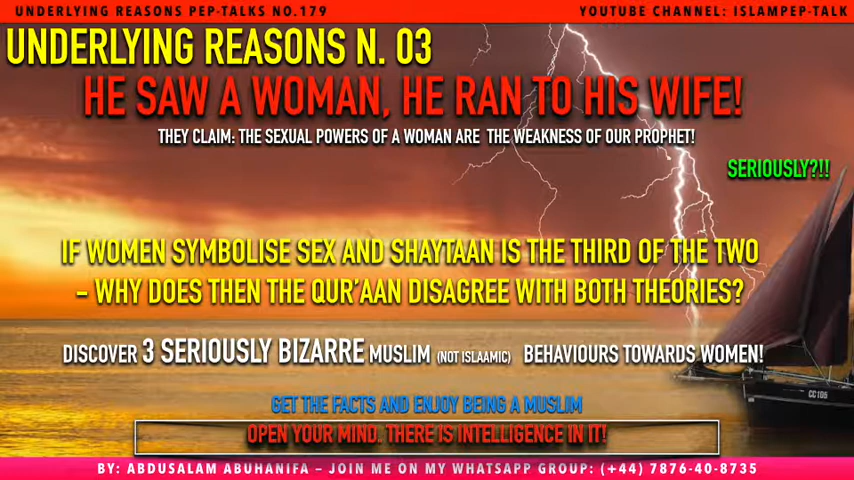 UNDERLYING REASONS PEP-TALKS NO.179
YOUTUBE CHANNEL: ISLAMPEP-TALK
UNDERLYING REASONS N. 03
HE SAW A WOMAN, HE RAN TO HIS WIFE!
THEY CLAIM: THE SEXUAL POWERS OF A WOMAN ARE THE WEAKNESS OF OUR PROPHET!
SERIOUSLY?!!
IF WOMEN SYMBOLISE SEX AND SHAYTAAN IS THE THIRD OF THE TWO
– WHY DOES THEN THE QUR'AAN DISAGREE WITH BOTH THEORIES?
DISCOVER 3 SERIOUSLY BIZARRE MUSLIM (NOT ISLAAMIC) BEHAVIOURS TOWARDS WOMEN!
CC105
GET THE FACTS AND ENJOY BEING A MUSLIM
OPEN YOUR MIND. THERE IS INTELLIGENCE IN IT!
BY: ABDUSALAM ABUHANIFA – JOIN ME ON MY WHATSAPP GROUP: (+44) 7876-40-8735